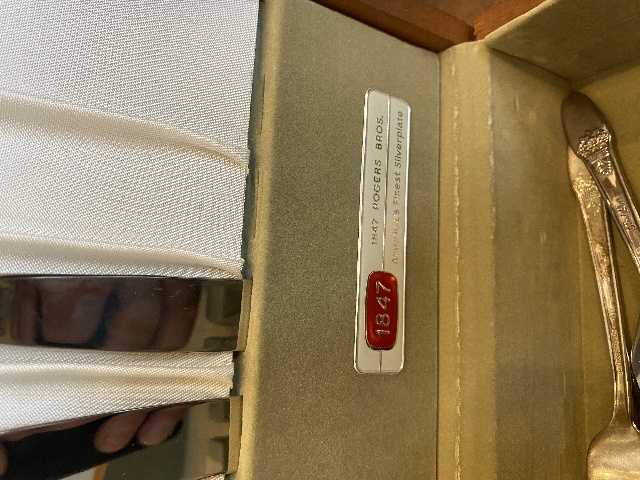 1847
1847 ROGERS BROS.
America's Finest Silverplate